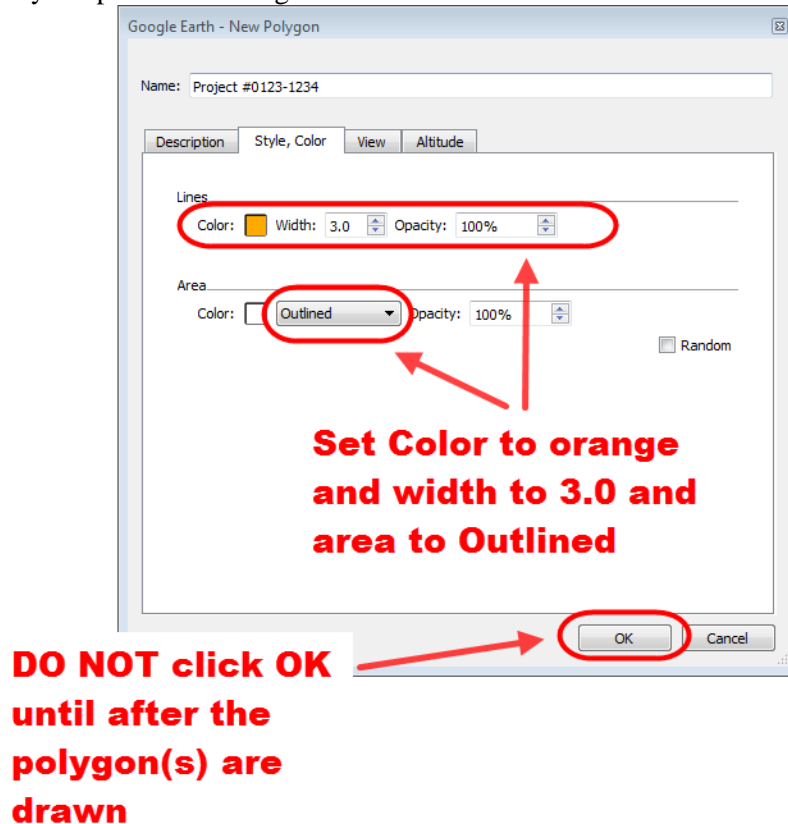 Google Earth - New Polygon
Name: Project #0123-1234
Description Style, Color View Altitude
Lines
Color: Width: 3.0 Opacity: 100%
Area
Color: Outlined Opacity: 100%
Random
Set Color to orange
and width to 3.0 and
area to Outlined
OK Cancel
DO NOT click OK
until after the
polygon(s) are
drawn